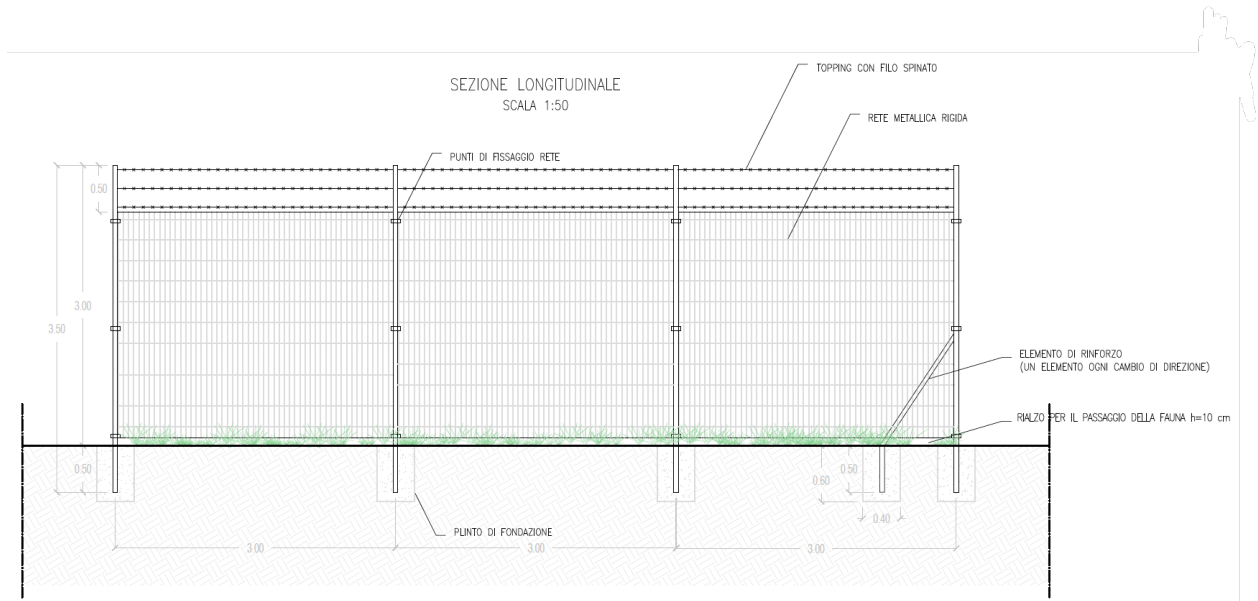 SEZIONE LONGITUDINALE
SCALA 1:50
TOPPING CON FILO SPINATO
RETE METALLICA RIGIDA
PUNTI DI FISSAGGIO RETE
0.50
3.00
3.50
ELEMENTO DI RINFORZO
(UN ELEMENTO OGNI CAMBIO DI DIREZIONE)
RIALZO PER IL PASSAGGIO DELLA FAUNA h=10 cm
0.50
0.60
0.50
0.40
PLINTO DI FONDAZIONE
3.00
3.00
3.00